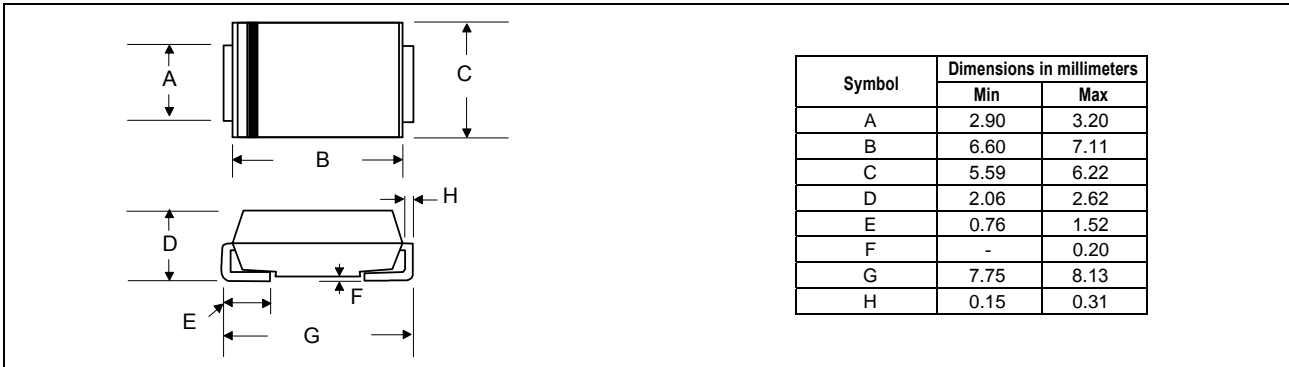 A
C
B
H
D
F
E
G
Symbol Dimensions in millimeters
Min Max
A 2.90 3.20
B 6.60 7.11
C 5.59 6.22
D 2.06 2.62
E 0.76 1.52
F - 0.20
G 7.75 8.13
H 0.15 0.31